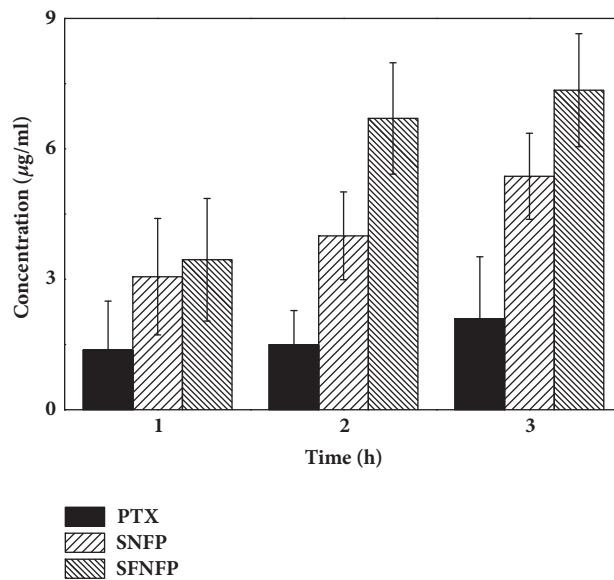 9
6
3
0
Concentration (μg/ml)
1 2 3
Time (h)
PTX
SNFP
SFNFP